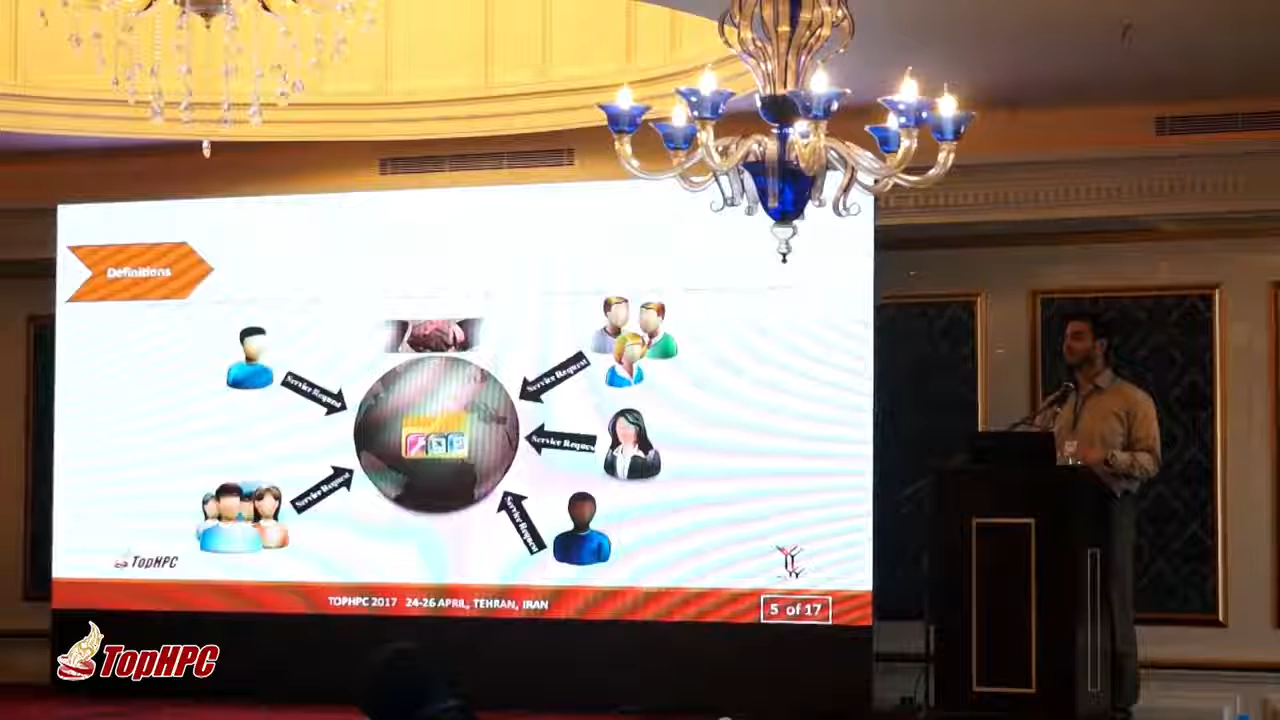 Definitions
Service Request
Service Request
Service Request
Service Request
Service Request
TopHPC
TOPHPC 2017 24-26 APRIL, TEHRAN, IRAN
5 of 17
TopHPC